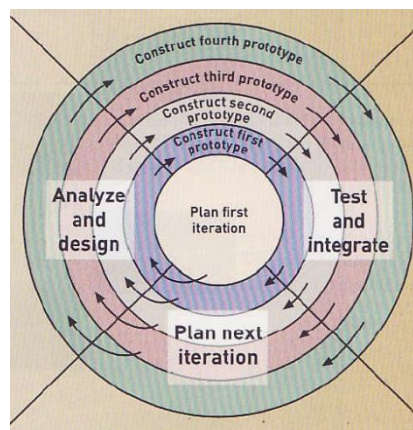 Construct fourth prototype
Construct third prototype
Construct second
prototype
Construct first
prototype
Analyze
and
design
Plan first
iteration
Test
and
integrate
Plan next
iteration